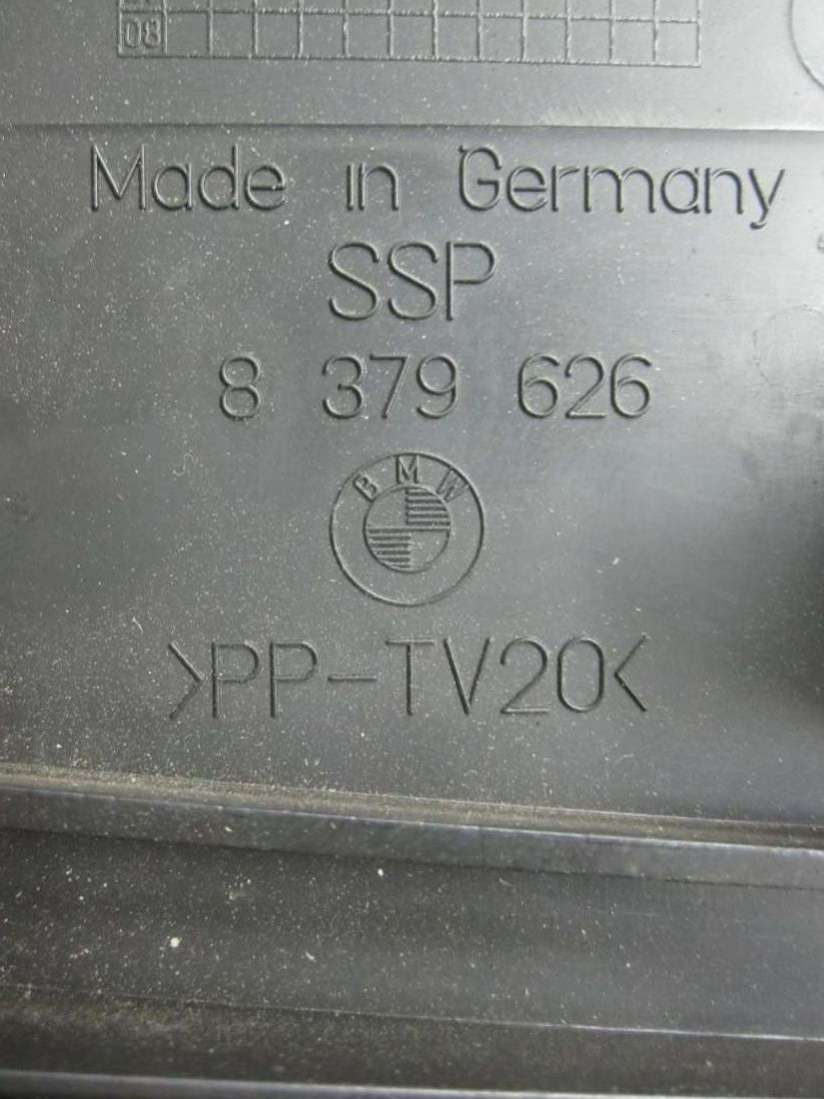 08
Made in Germany
SSP
8 379 626
BMW
>PP-TV20<